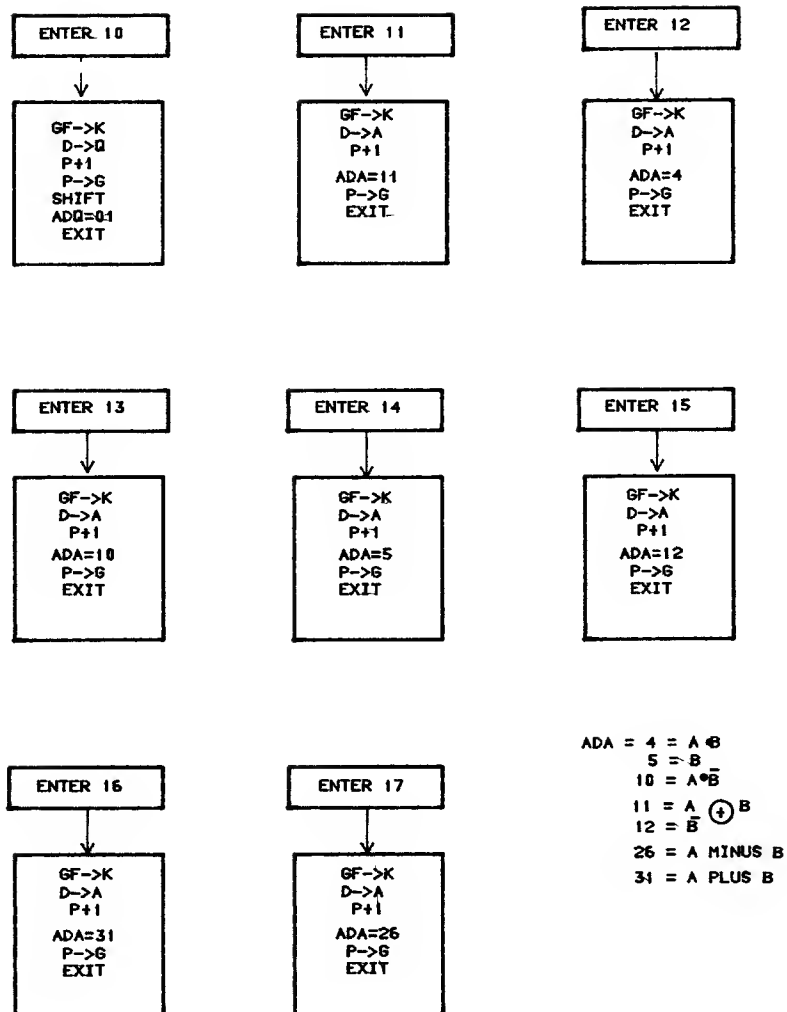 ENTER 10
GF->K
D->Q
P+1
P->G
SHIFT
ADQ=01
EXIT
ENTER 11
GF->K
D->A
P+1
ADA=11
P->G
EXIT
ENTER 12
GF->K
D->A
P+1
ADA=4
P->G
EXIT
ENTER 13
GF->K
D->A
P+1
ADA=10
P->G
EXIT
ENTER 14
GF->K
D->A
P+1
ADA=5
P->G
EXIT
ENTER 15
GF->K
D->A
P+1
ADA=12
P->G
EXIT
ENTER 16
GF->K
D->A
P+1
ADA=31
P->G
EXIT
ENTER 17
GF->K
D->A
P+1
ADA=26
P->G
EXIT
ADA = 4 = A•B
5 = B
10 = A•B̅
11 = A ⊕ B
12 = B̅
26 = A MINUS B
31 = A PLUS B